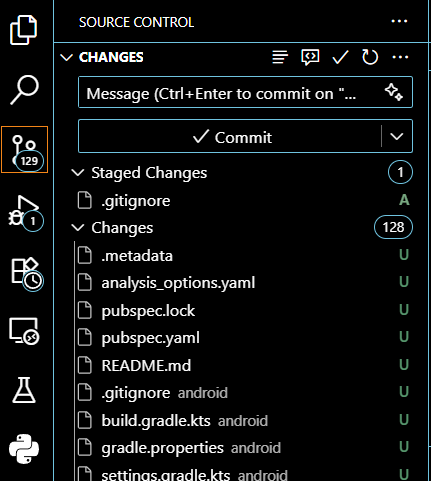 SOURCE CONTROL
CHANGES
Message (Ctrl+Enter to commit on "...
Commit
129
Staged Changes 1
.gitignore A
1
Changes 128
.metadata U
analysis_options.yaml U
pubspec.lock U
pubspec.yaml U
README.md U
.gitignore android U
build.gradle.kts android U
gradle.properties android U
settings.gradle.kts android U